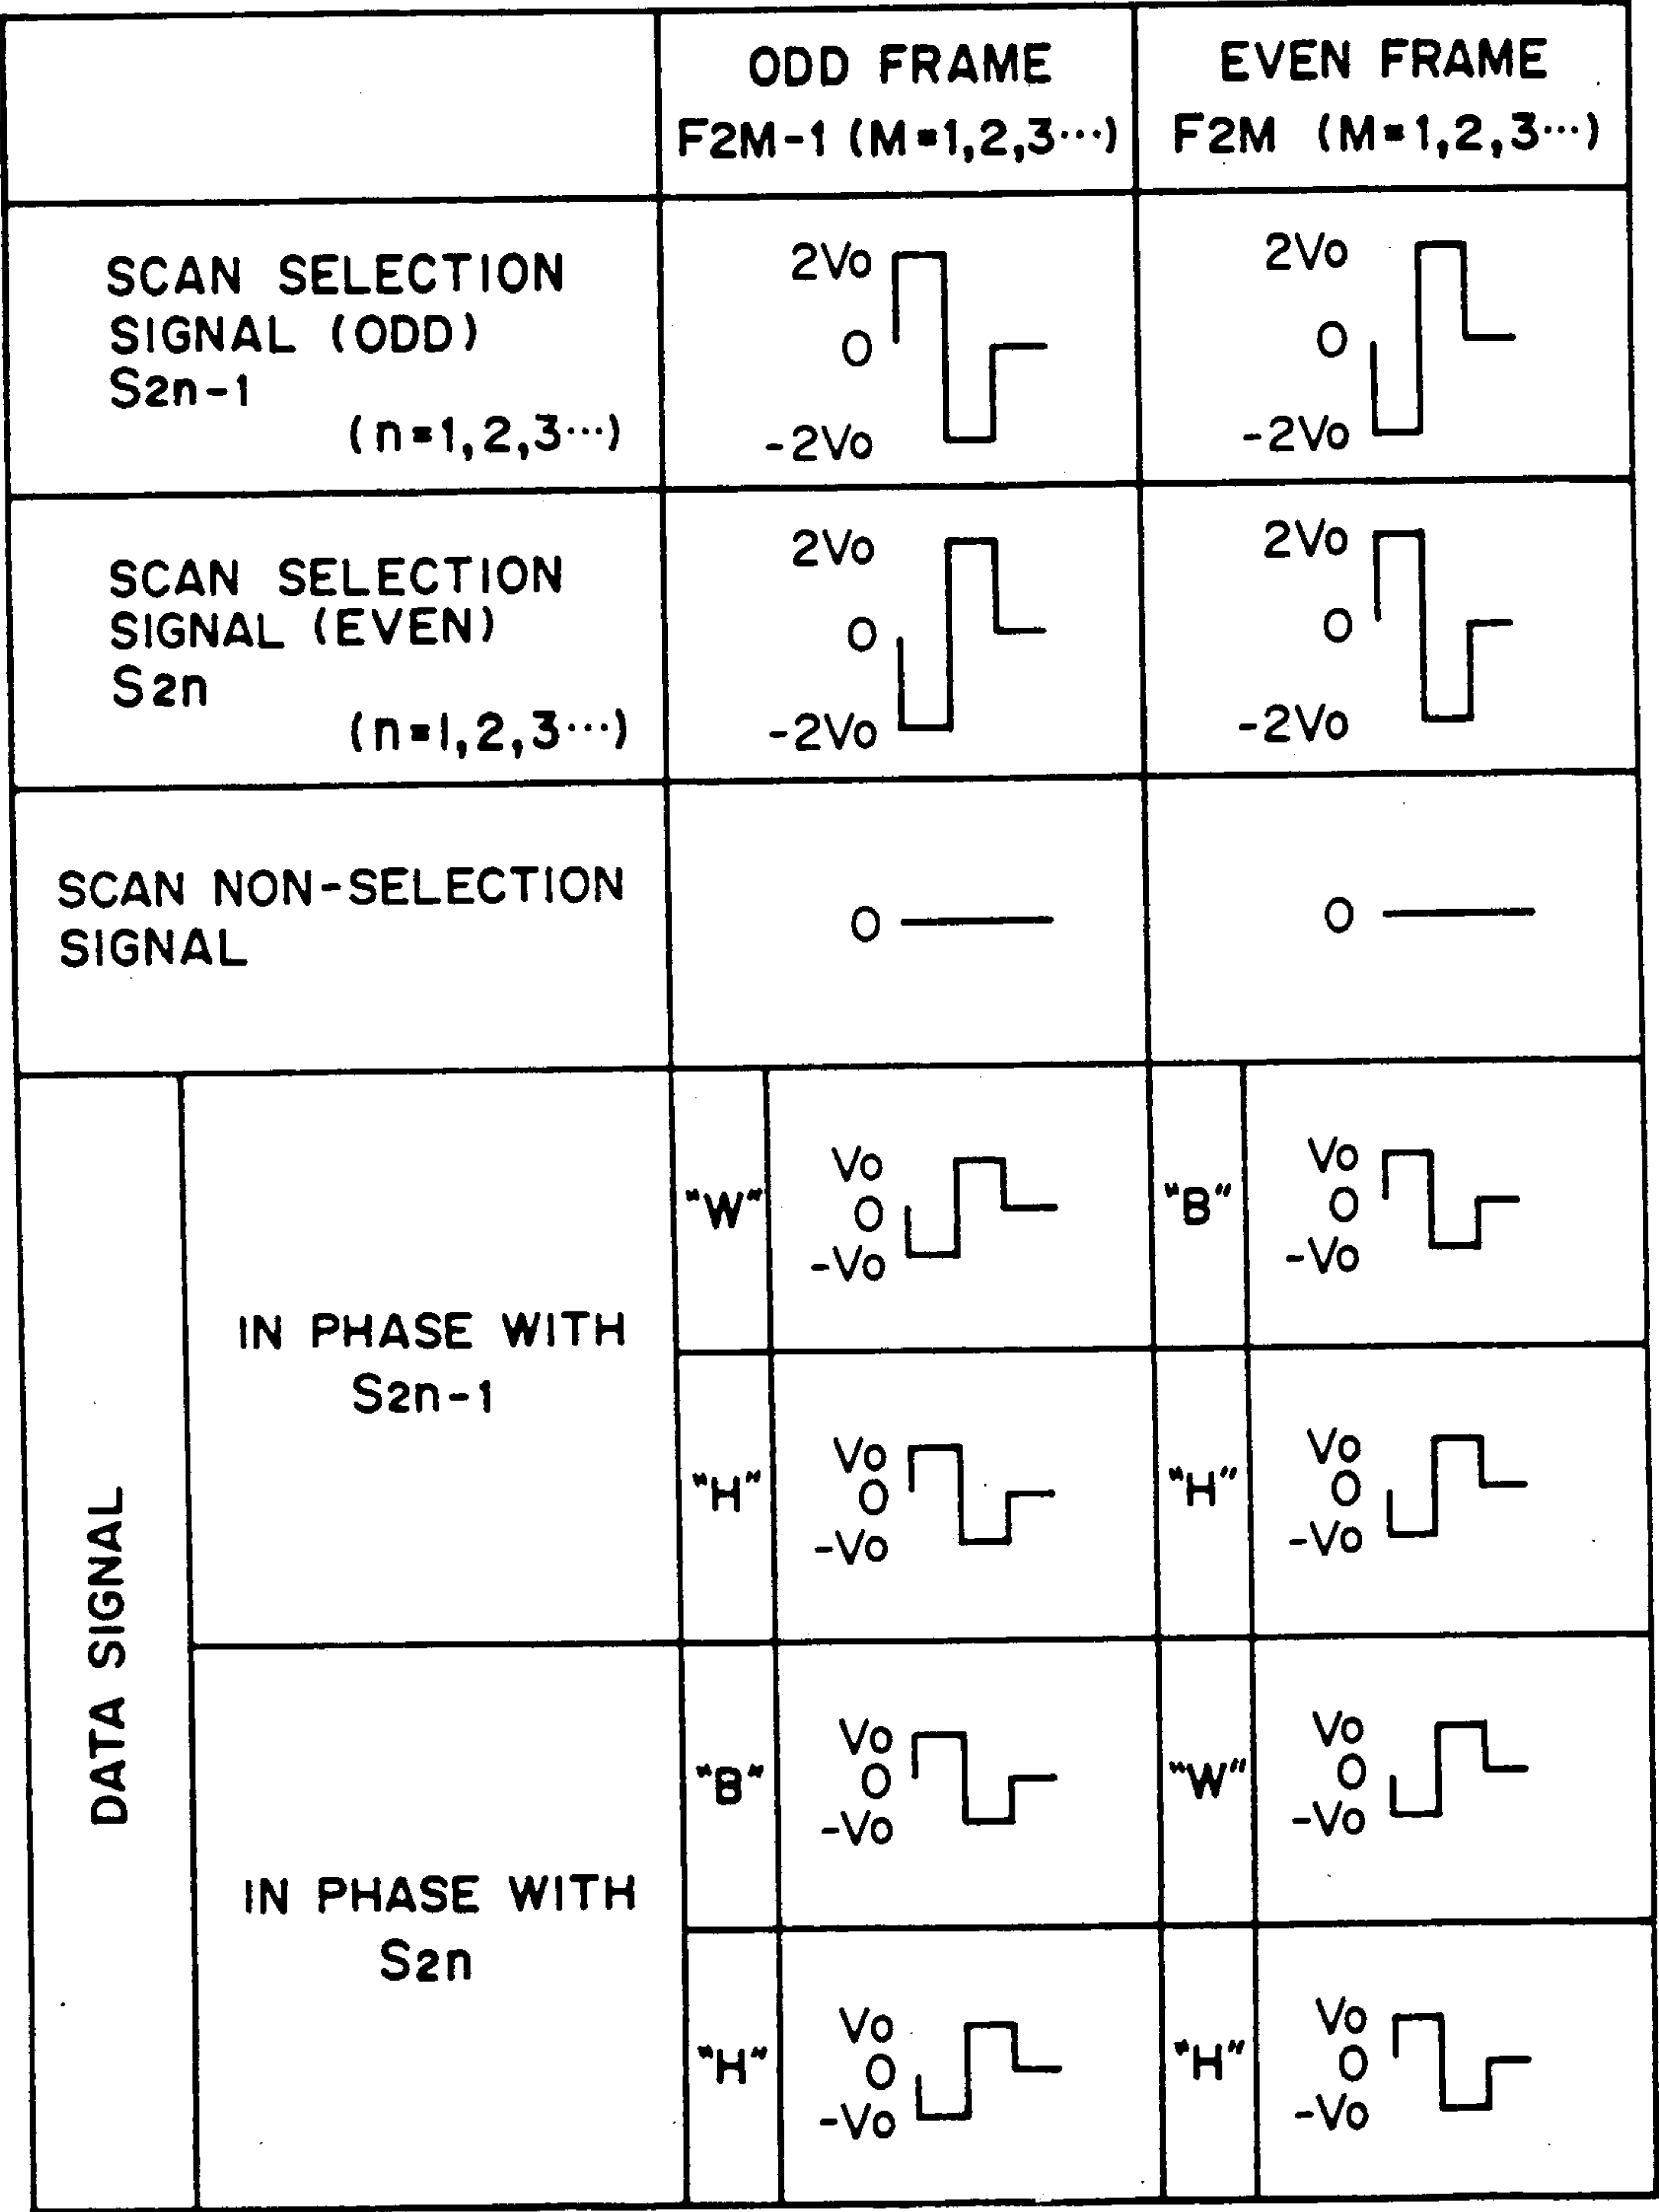 ODD FRAME
F2M-1 (M=1,2,3···)
EVEN FRAME
F2M (M=1,2,3···)
SCAN SELECTION
SIGNAL (ODD)
S2n-1
(n=1,2,3···)
2Vo
0
-2Vo
2Vo
0
-2Vo
SCAN SELECTION
SIGNAL (EVEN)
S2n
(n=1,2,3···)
2Vo
0
-2Vo
2Vo
0
-2Vo
SCAN NON-SELECTION
SIGNAL
0
0
DATA SIGNAL
IN PHASE WITH
S2n-1
"W"
Vo
0
-Vo
"B"
Vo
0
-Vo
"H"
Vo
0
-Vo
"H"
Vo
0
-Vo
IN PHASE WITH
S2n
"B"
Vo
0
-Vo
"W"
Vo
0
-Vo
"H"
Vo
0
-Vo
"H"
Vo
0
-Vo